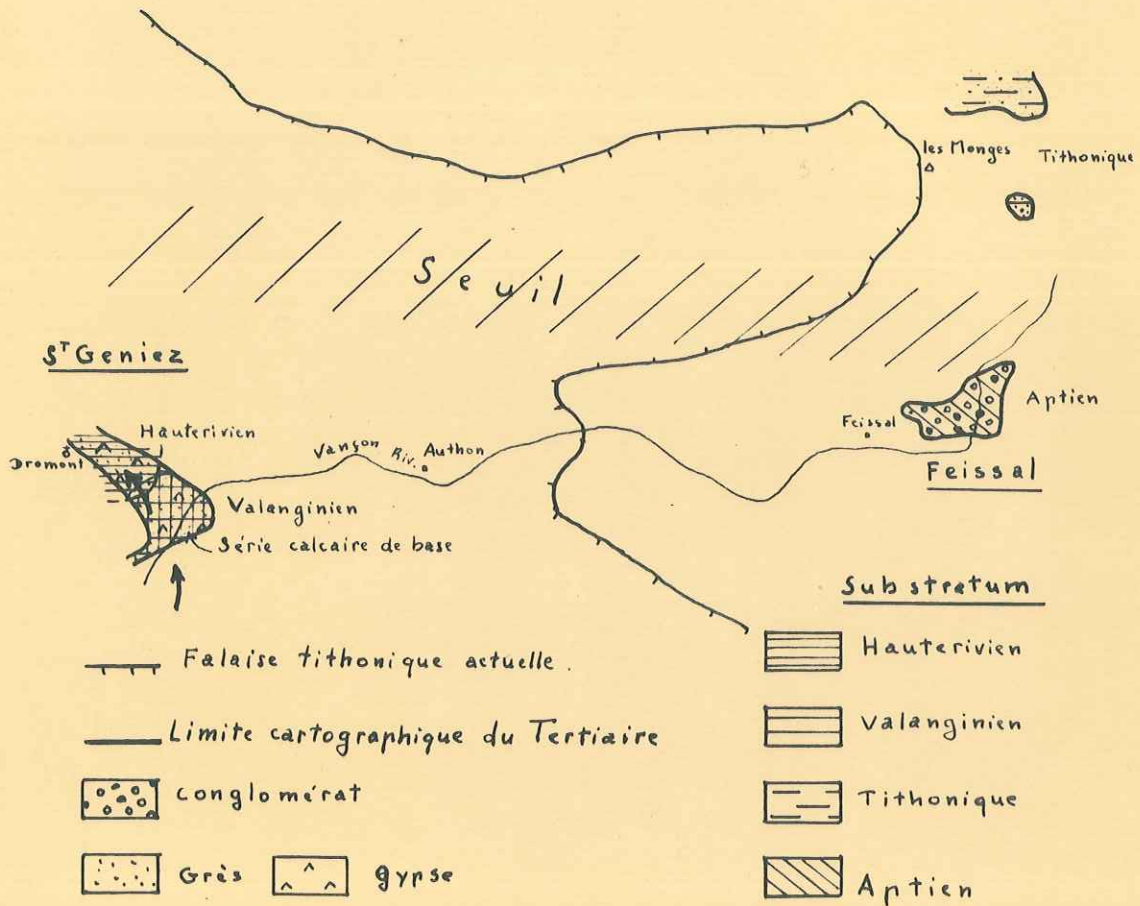 les Monges
Tithonique
Seuil
ST Geniez
Hauterivien
Dromont
Vançon Riv.
Authon
Feissal
Aptien
Feissal
Valanginien
Série calcaire de base
Substratum
Falaise tithonique actuelle.
Hauterivien
Limite cartographique du Tertiaire
Valanginien
Conglomérat
Tithonique
Grès
gypse
Aptien